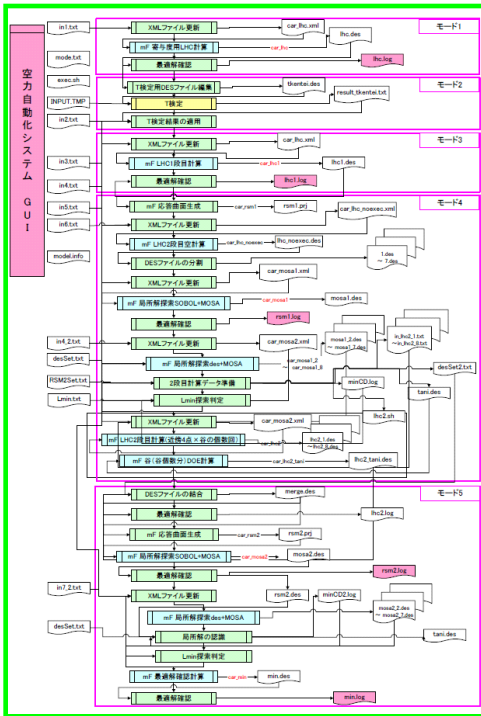 空力自動化システム GUI
モード1
in1.txt
XMLファイル更新
car_lhc.xml
mF 寄与度用LHC計算
car_lhc
lhc.des
mode.txt
最適解確認
lhc.log
モード2
exec.sh
T検定用DESファイル編集
tkentei.des
INPUT.TMP
T検定
result_tkentei.txt
in2.txt
T検定結果の適用
モード3
XMLファイル更新
car_lhc.xml
in3.txt
mF LHC1段目計算
car_lhc1
lhc1.des
in4.txt
最適解確認
lhc1.log
モード4
in5.txt
mF 応答曲面生成
car_rsm1
rsm1.prj
in6.txt
XMLファイル更新
car_lhc_noexec.xml
mF LHC2段目空計算
car_lhc_noexec
lhc_noexec.des
model.info
DESファイルの分割
1.des
~ 7.des
XMLファイル更新
car_mosa1.xml
mF 局所解探索SOBOL+MOSA
car_mosa1
mosa1.des
最適解確認
rsm1.log
in4_2.txt
XMLファイル更新
car_mosa2.xml
mosa1_2.des
~ mosa1_7.des
in_lhc2_1.txt
~ in_lhc2_8.txt
desSet.txt
mF 局所解探索des+MOSA
car_mosa1_2
~ car_mosa1_8
desSet2.txt
RSM2Set.txt
2段目計算データ準備
minCD.log
tani.des
Lmin.txt
Lmin探索判定
lhc2.sh
XMLファイル更新
car_mosa2.xml
mF LHC2段目計算(近傍4点 × 谷の個数回)
car_lhc2
lhc2_1.des
~lhc2_8.des
mF 谷(谷個数分)DOE計算
car_lhc2_tani
lhc2_tani.des
モード5
DESファイルの結合
merge.des
最適解確認
lhc2.log
mF 応答曲面生成
car_rsm2
rsm2.prj
mF 局所解探索SOBOL+MOSA
car_mosa2
mosa2.des
最適解確認
rsm2.log
in7_2.txt
XMLファイル更新
rsm2.des
minCD2.log
mF 局所解探索des+MOSA
mosa2_2.des
~ mosa2_7.des
desSet.txt
局所解の認識
tani.des
Lmin探索判定
mF 最適解確認計算
car_min
min.des
最適解確認
min.log